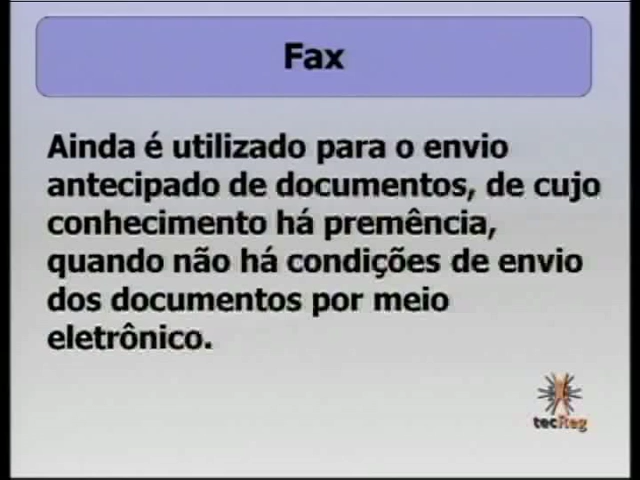 Fax
Ainda é utilizado para o envio
antecipado de documentos, de cujo
conhecimento há premência,
quando não há condições de envio
dos documentos por meio
eletrônico.
tecReg